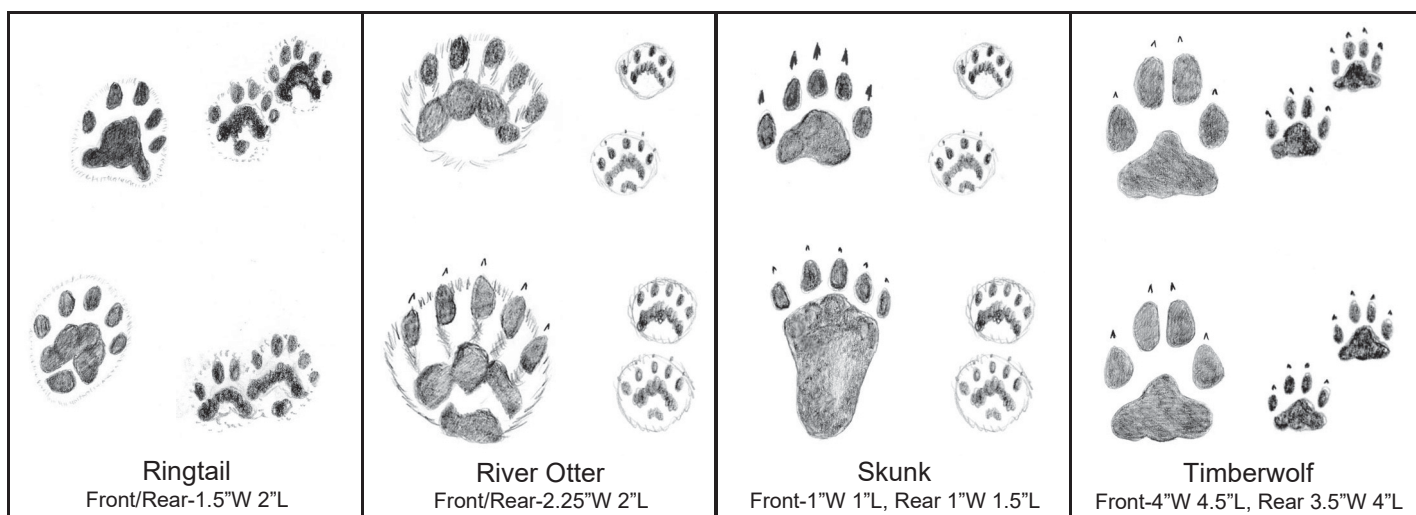 Ringtail
Front/Rear-1.5”W 2”L
River Otter
Front/Rear-2.25”W 2”L
Skunk
Front-1”W 1”L, Rear 1”W 1.5”L
Timberwolf
Front-4”W 4.5”L, Rear 3.5”W 4”L